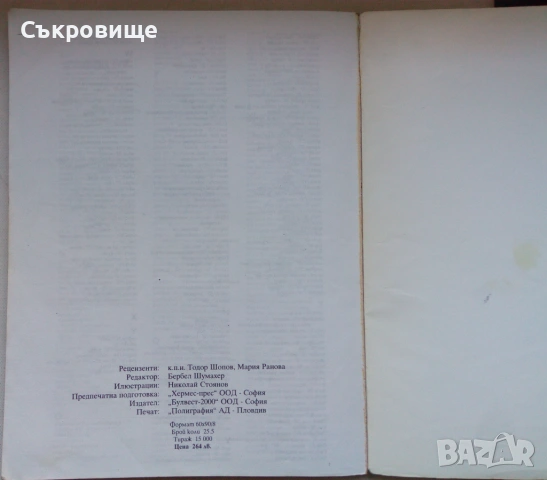 Съкровище
Рецензенти: к.п.н. Тодор Шопов, Мария Ранова
Редактор: Бербел Шумахер
Илюстрации: Николай Стоянов
Предпечатна подготовка: „Хермес-прес" ООД - София
Издател: „Булвест-2000" ООД - София
Печат: „Полиграфия" АД - Пловдив
Формат 60х90/8
Брой коли 25.5
Тираж 15 000
Цена 264 лв.
BAZAR